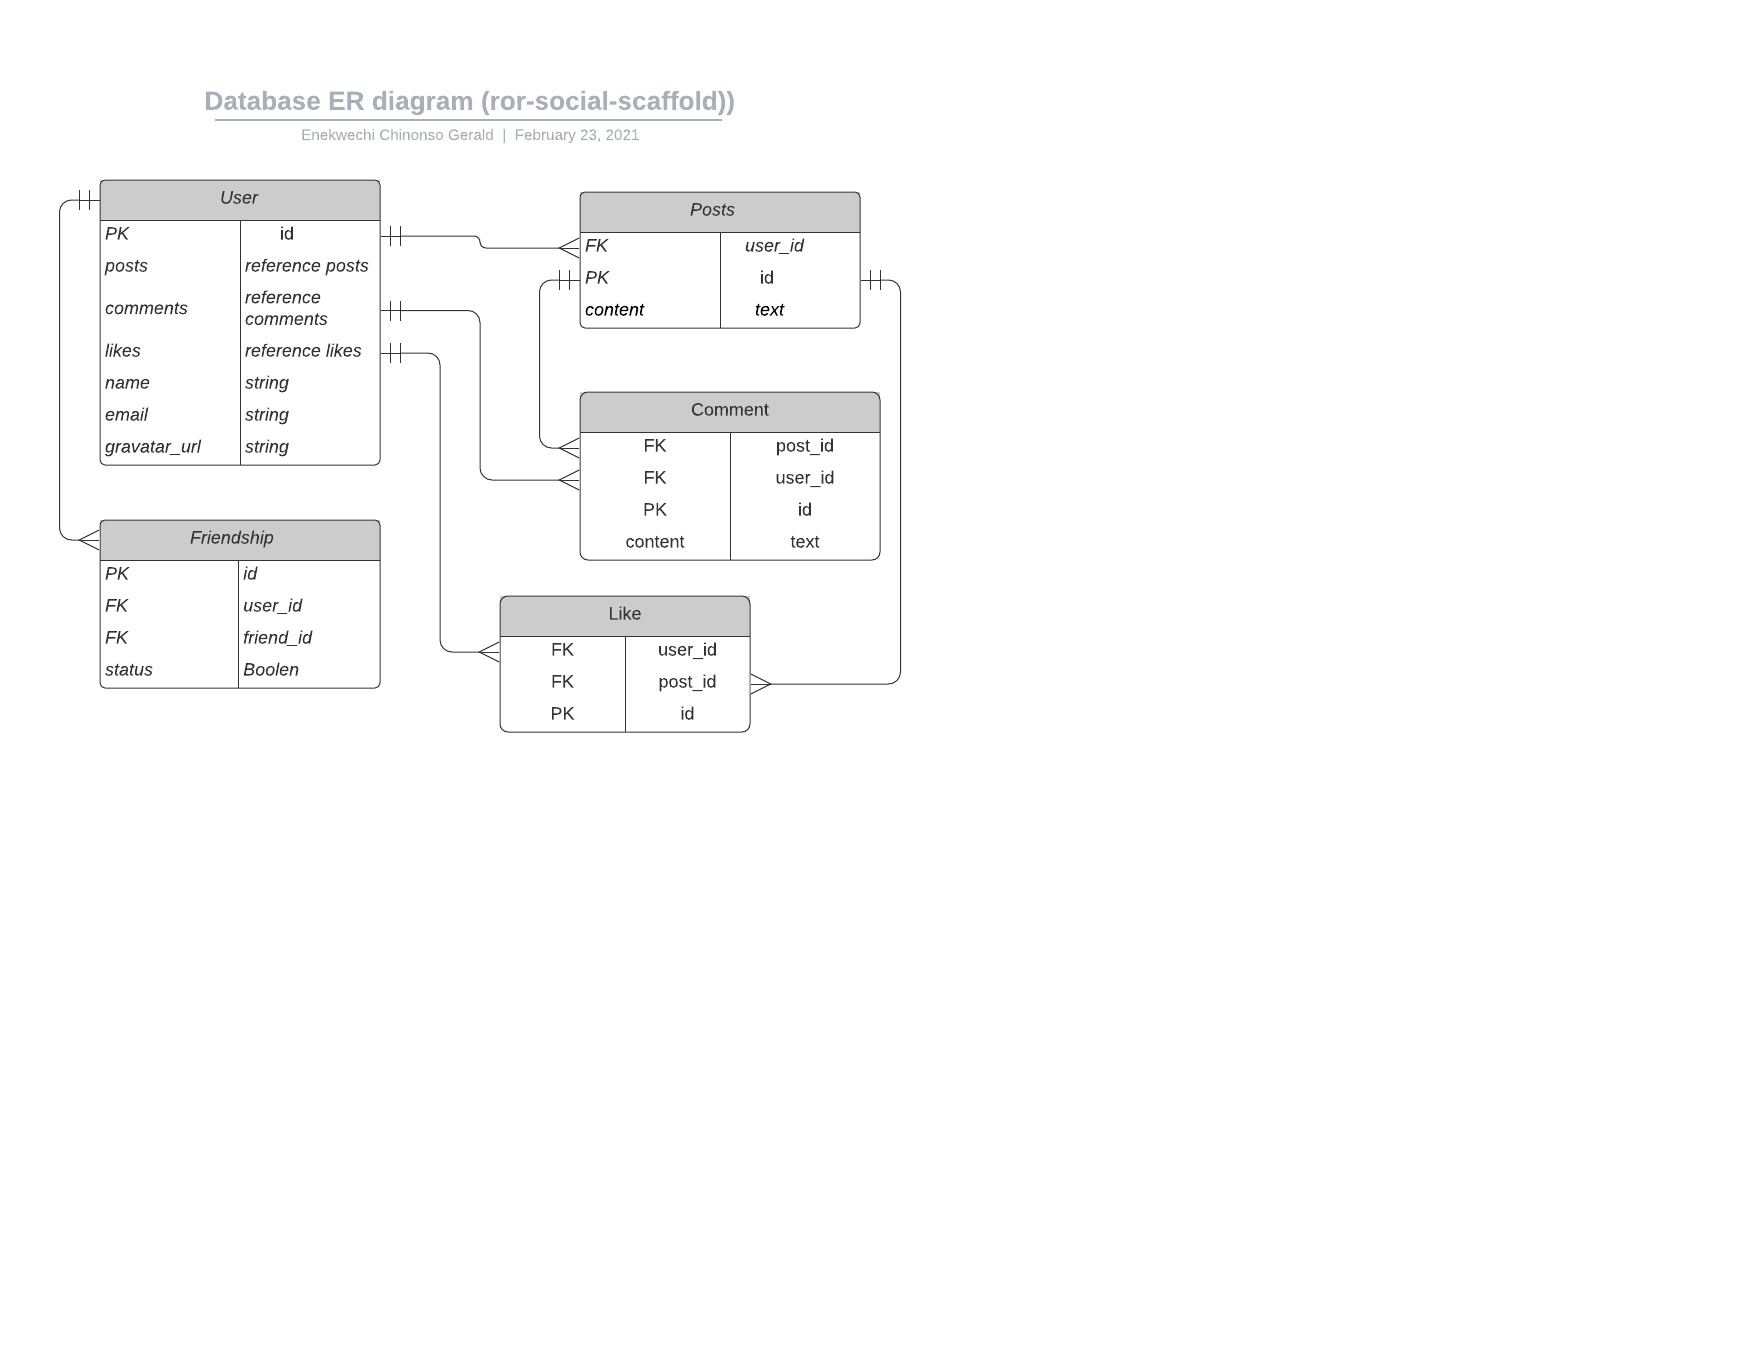 Database ER diagram (ror-social-scaffold))
Enekwechi Chinonso Gerald | February 23, 2021
User
PK id
posts reference posts
comments reference
comments
likes reference likes
name string
email string
gravatar_url string
Posts
FK user_id
PK id
content text
Comment
FK post_id
FK user_id
PK id
content text
Friendship
PK id
FK user_id
FK friend_id
status Boolen
Like
FK user_id
FK post_id
PK id